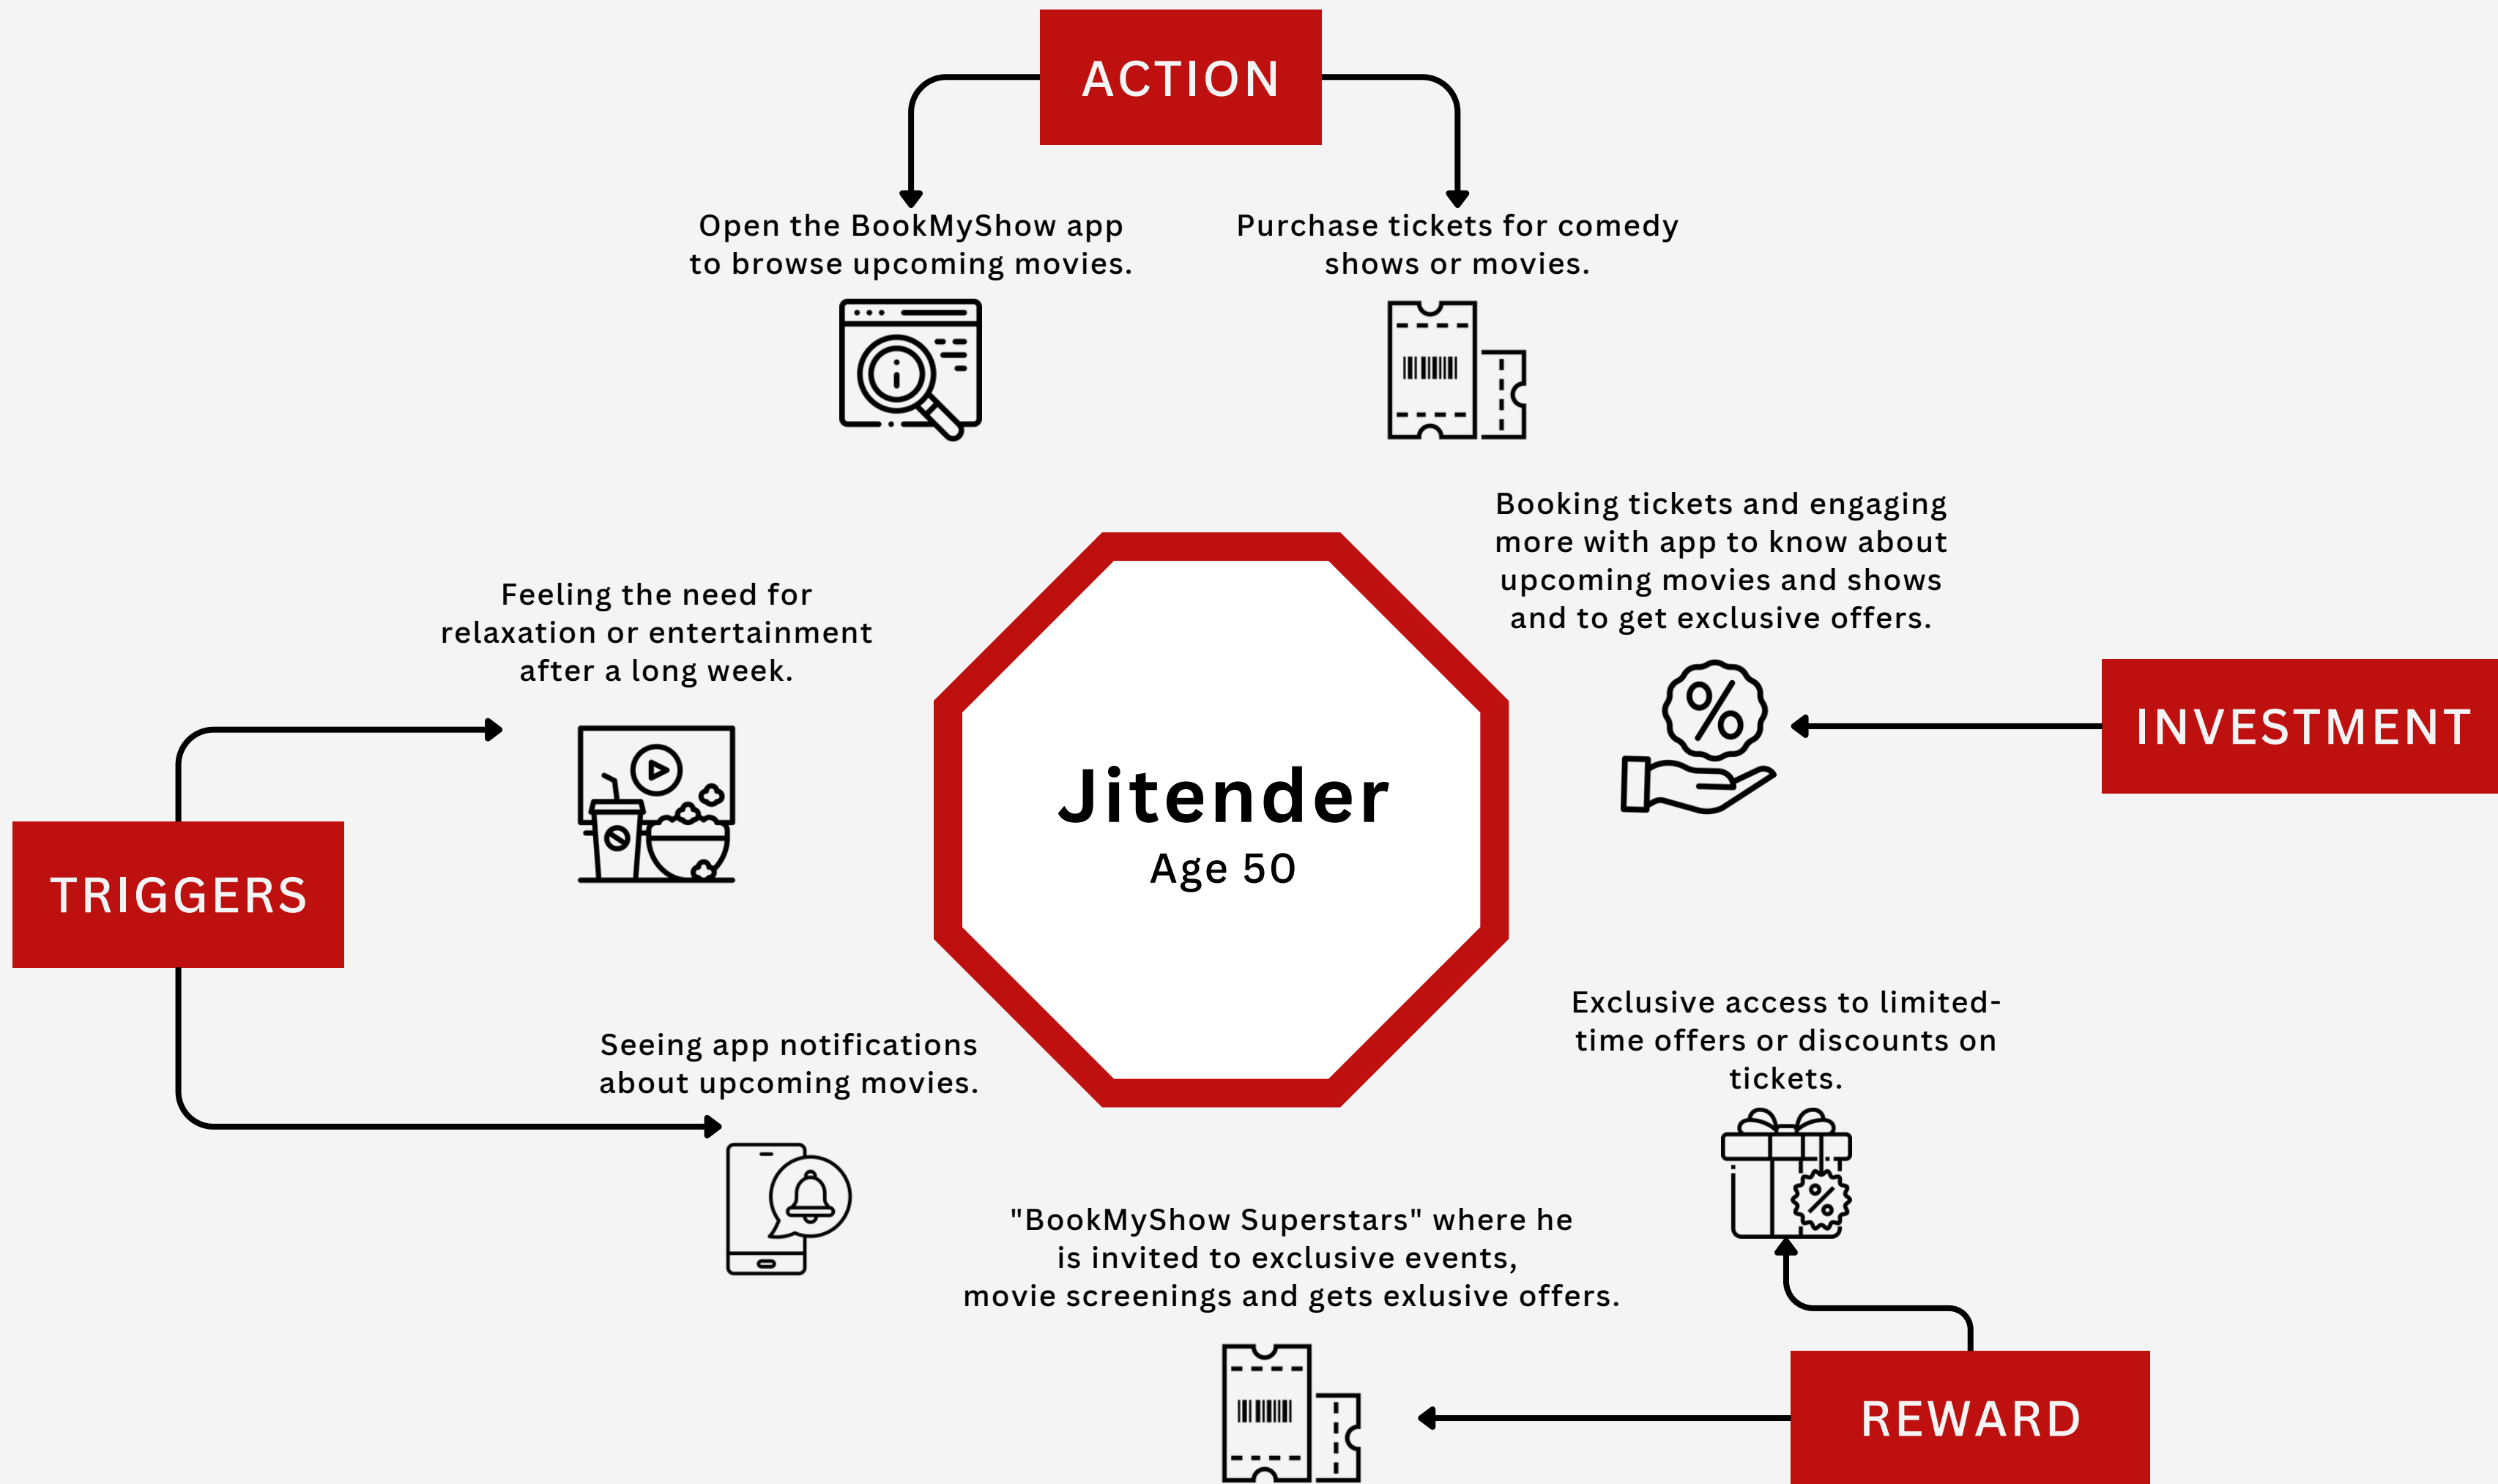 ACTION
Open the BookMyShow app
to browse upcoming movies.
Purchase tickets for comedy
shows or movies.
Booking tickets and engaging
more with app to know about
upcoming movies and shows
and to get exclusive offers.
INVESTMENT
Feeling the need for
relaxation or entertainment
after a long week.
TRIGGERS
Jitender
Age 50
Seeing app notifications
about upcoming movies.
Exclusive access to limited-
time offers or discounts on
tickets.
"BookMyShow Superstars" where he
is invited to exclusive events,
movie screenings and gets exlusive offers.
REWARD